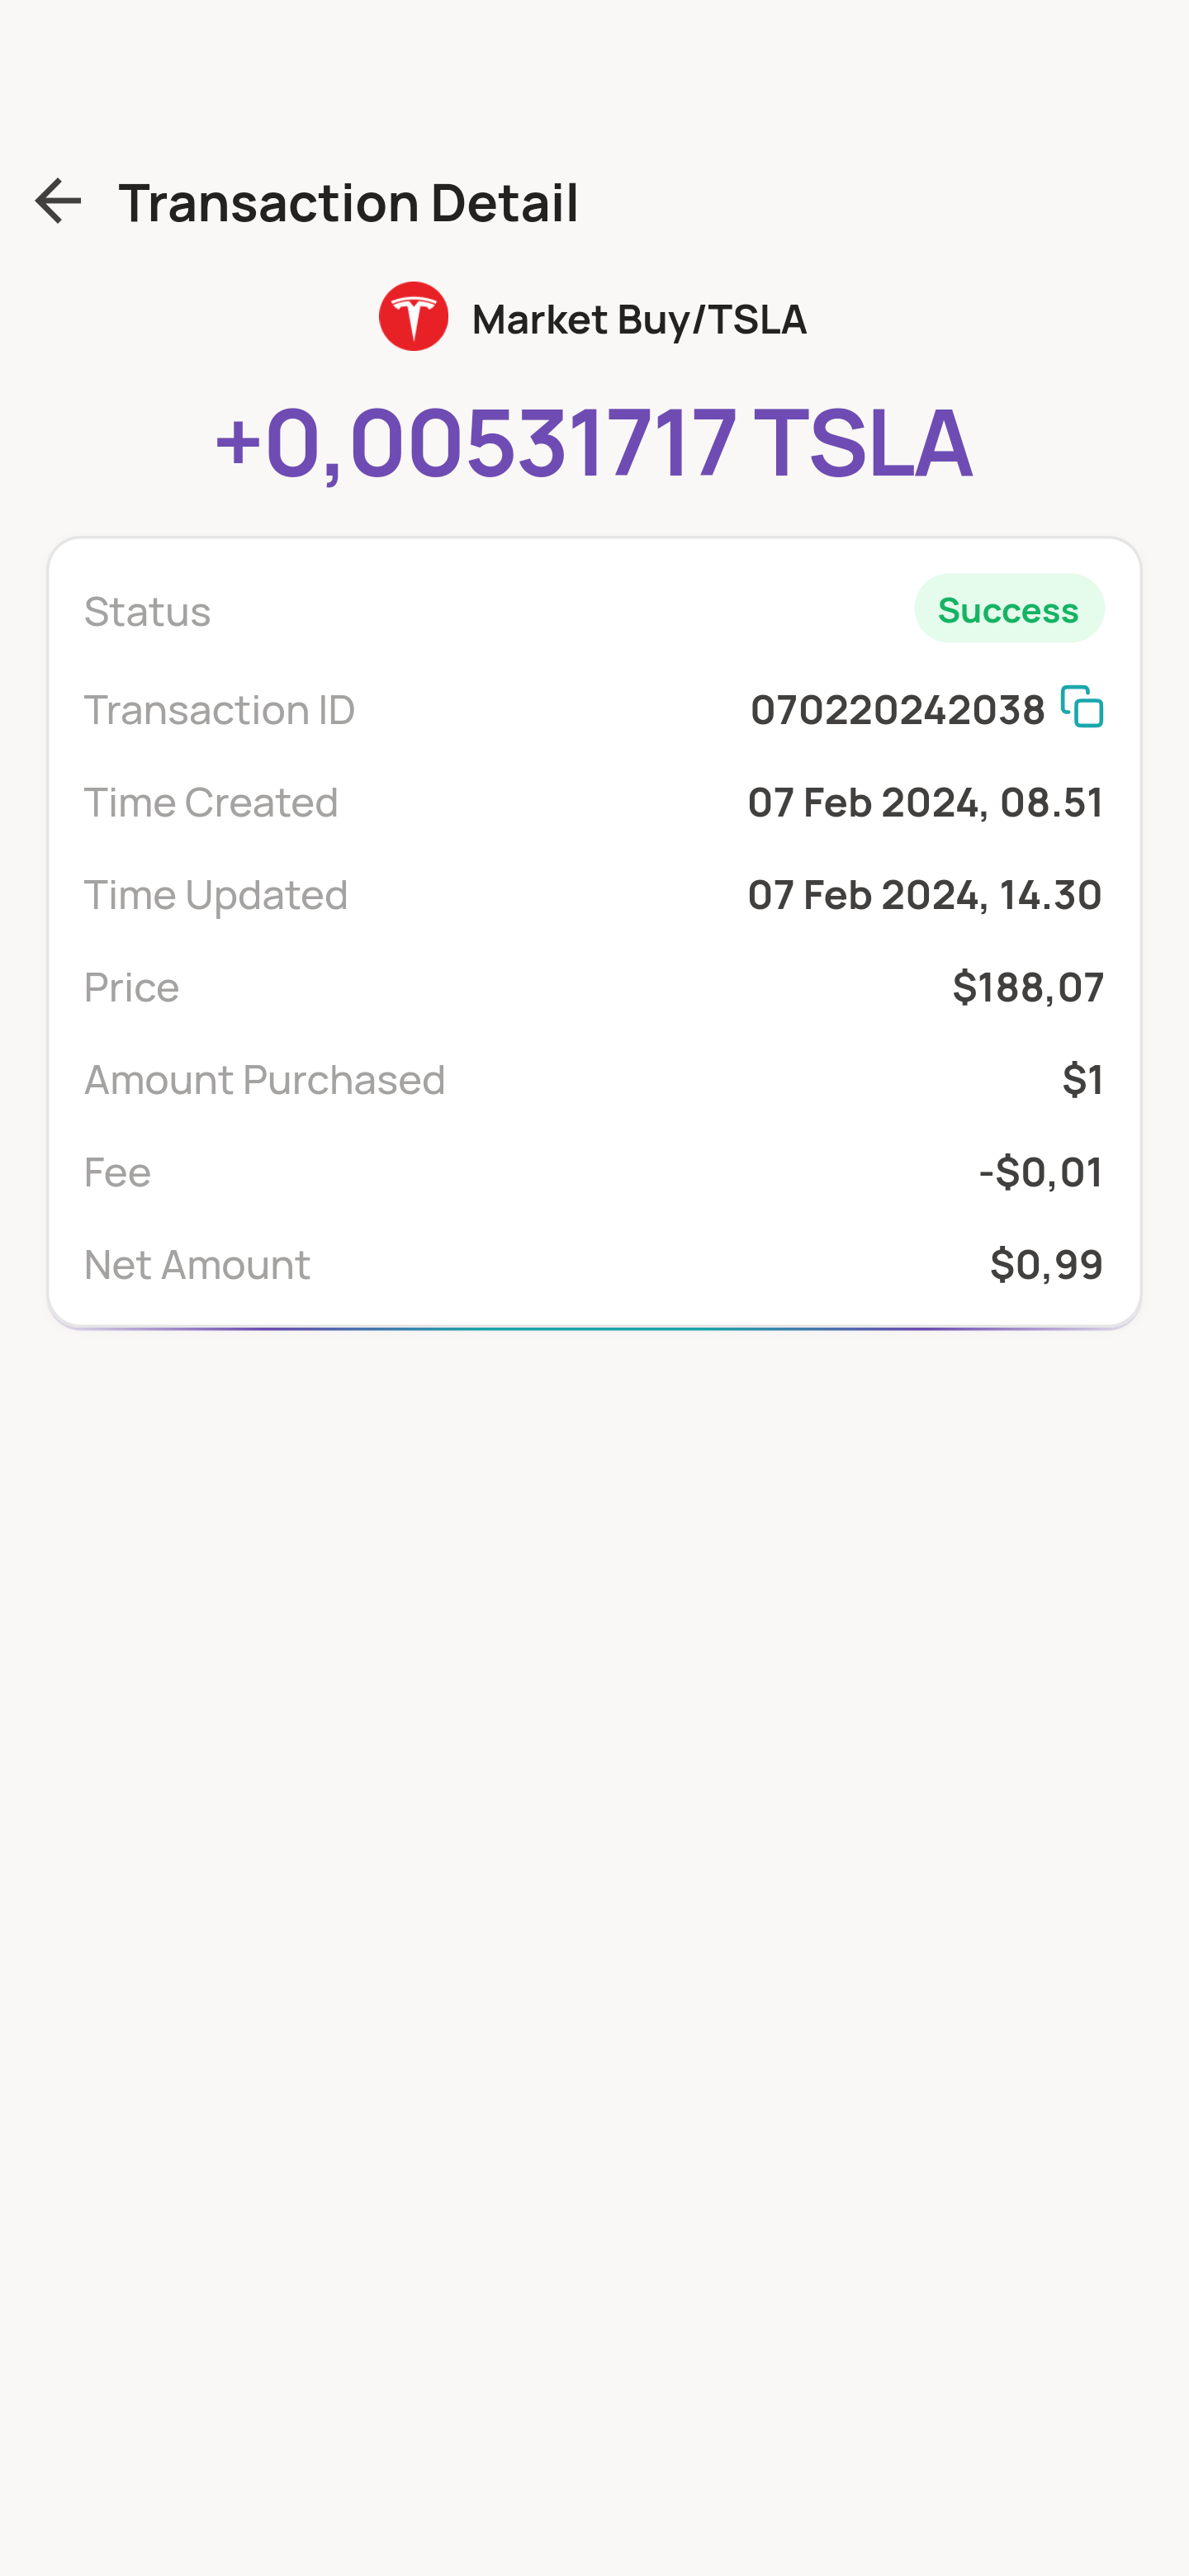 Transaction Detail
Market Buy/TSLA
+0,00531717 TSLA
Status Success
Transaction ID 070220242038
Time Created 07 Feb 2024, 08.51
Time Updated 07 Feb 2024, 14.30
Price $188,07
Amount Purchased $1
Fee -$0,01
Net Amount $0,99